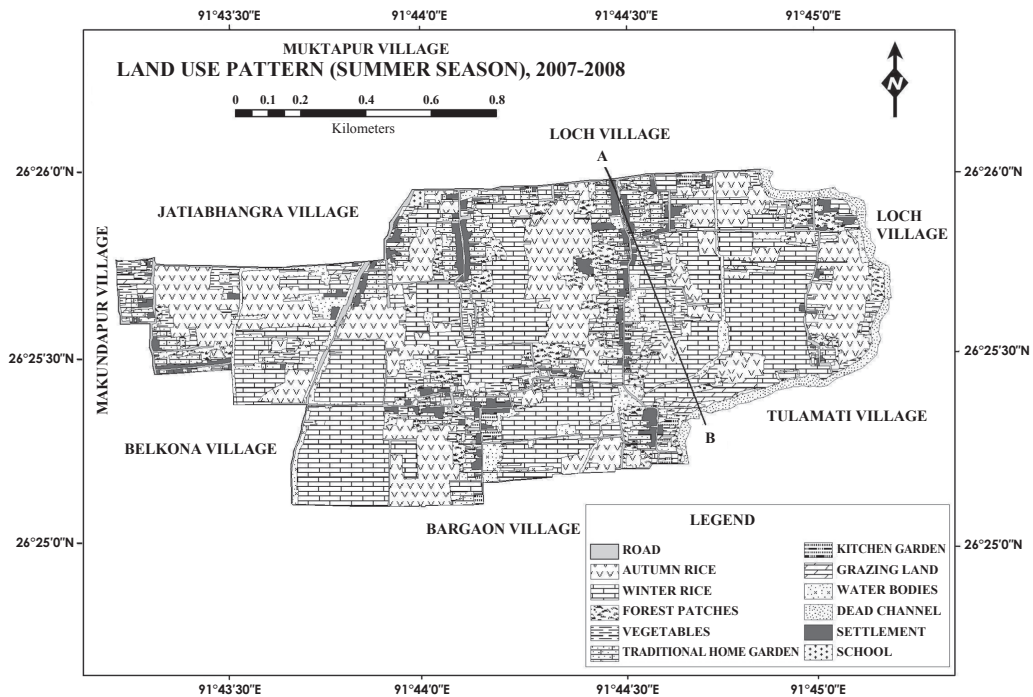 91°43'30"E 91°44'0"E 91°44'30"E 91°45'0"E
MUKTAPUR VILLAGE
LAND USE PATTERN (SUMMER SEASON), 2007-2008
N
0 0.1 0.2 0.4 0.6 0.8
Kilometers
LOCH VILLAGE
A
26°26'0"N 26°26'0"N
JATIABHANGRA VILLAGE
LOCH
VILLAGE
MAKUNDAPUR VILLAGE
26°25'30"N 26°25'30"N
TULAMATI VILLAGE
B
BELKONA VILLAGE
BARGAON VILLAGE
26°25'0"N 26°25'0"N
LEGEND
ROAD
AUTUMN RICE
WINTER RICE
FOREST PATCHES
VEGETABLES
TRADITIONAL HOME GARDEN
KITCHEN GARDEN
GRAZING LAND
WATER BODIES
DEAD CHANNEL
SETTLEMENT
SCHOOL
91°43'30"E 91°44'0"E 91°44'30"E 91°45'0"E